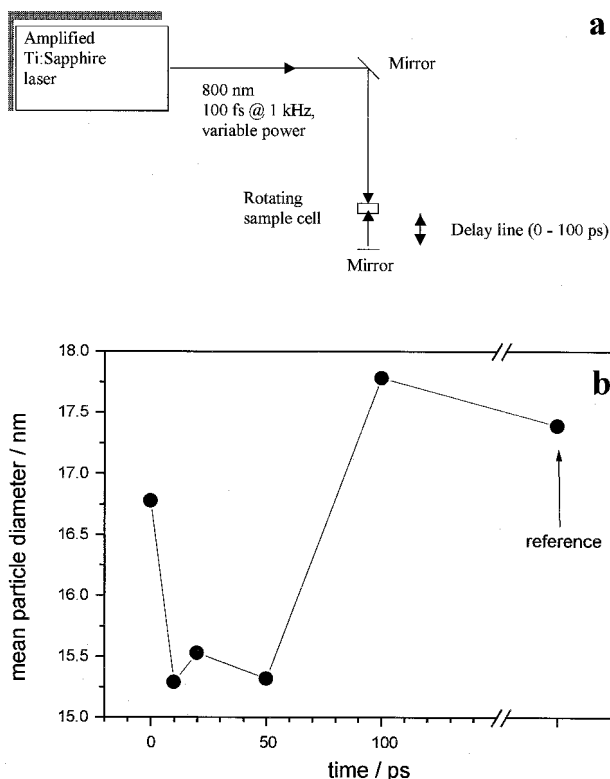 a
Amplified
Ti:Sapphire
laser
Mirror
800 nm
100 fs @ 1 kHz,
variable power
Rotating
sample cell
Delay line (0 - 100 ps)
Mirror
b
18.0
17.5
17.0
16.5
16.0
15.5
15.0
mean particle diameter / nm
reference
0
50
100
time / ps